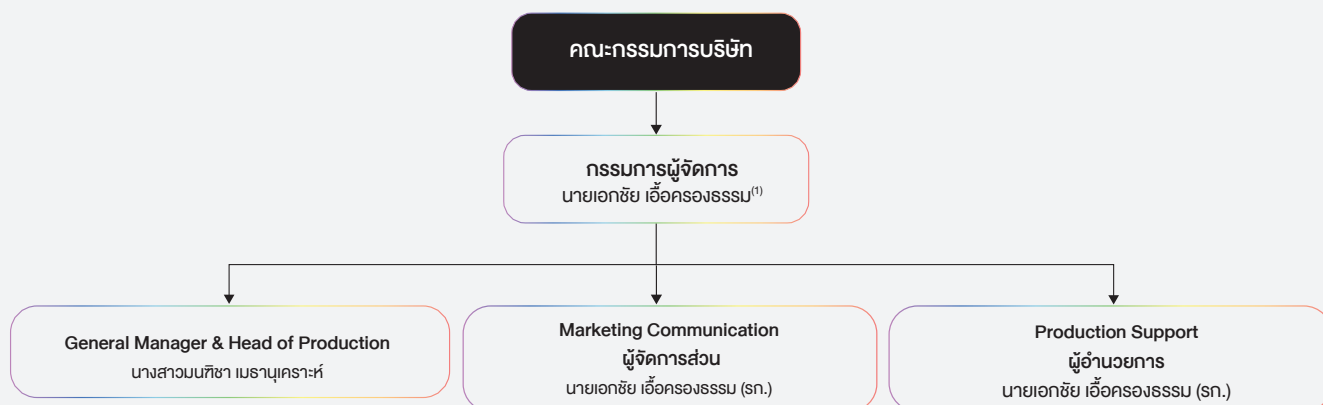 คณะกรรมการบริษัท
กรรมการผู้จัดการ
นายเอกชัย เอื้อครองธรรม(1)
General Manager & Head of Production
นางสาวมนฑิชา เมธานุเคราะห์
Marketing Communication
ผู้จัดการส่วน
นายเอกชัย เอื้อครองธรรม (รก.)
Production Support
ผู้อำนวยการ
นายเอกชัย เอื้อครองธรรม (รก.)